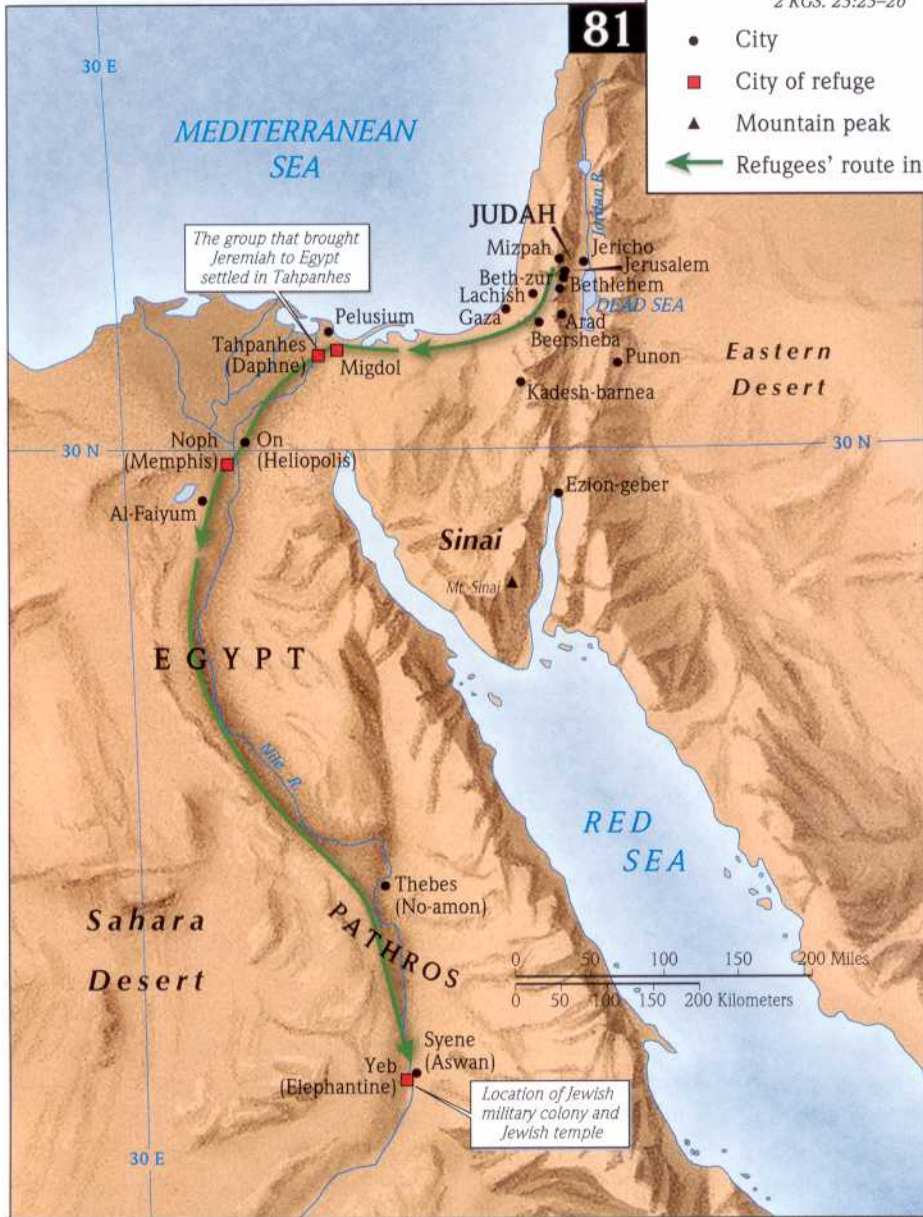 81
2 KGS. 25:25–26
City
City of refuge
Mountain peak
Refugees' route in
30 E
MEDITERRANEAN
SEA
Jordan R.
JUDAH
Mizpah
Jericho
Jerusalem
Beth-zur
Bethlehem
Lachish
DEAD SEA
Gaza
Arad
Beersheba
The group that brought
Jeremiah to Egypt
settled in Tahpanhes
Pelusium
Tahpanhes
(Daphne)
Migdol
Punon
Eastern
Desert
Kadesh-barnea
Noph
(Memphis)
On
(Heliopolis)
30 N
30 N
Al-Faiyum
Ezion-geber
Sinai
Mt. Sinai
EGYPT
Nile R.
RED
SEA
Thebes
(No-amon)
PATHROS
Sahara
Desert
0 50 100 150 200 Miles
0 50 100 150 200 Kilometers
Syene
(Aswan)
Yeb
(Elephantine)
Location of Jewish
military colony and
Jewish temple
30 E